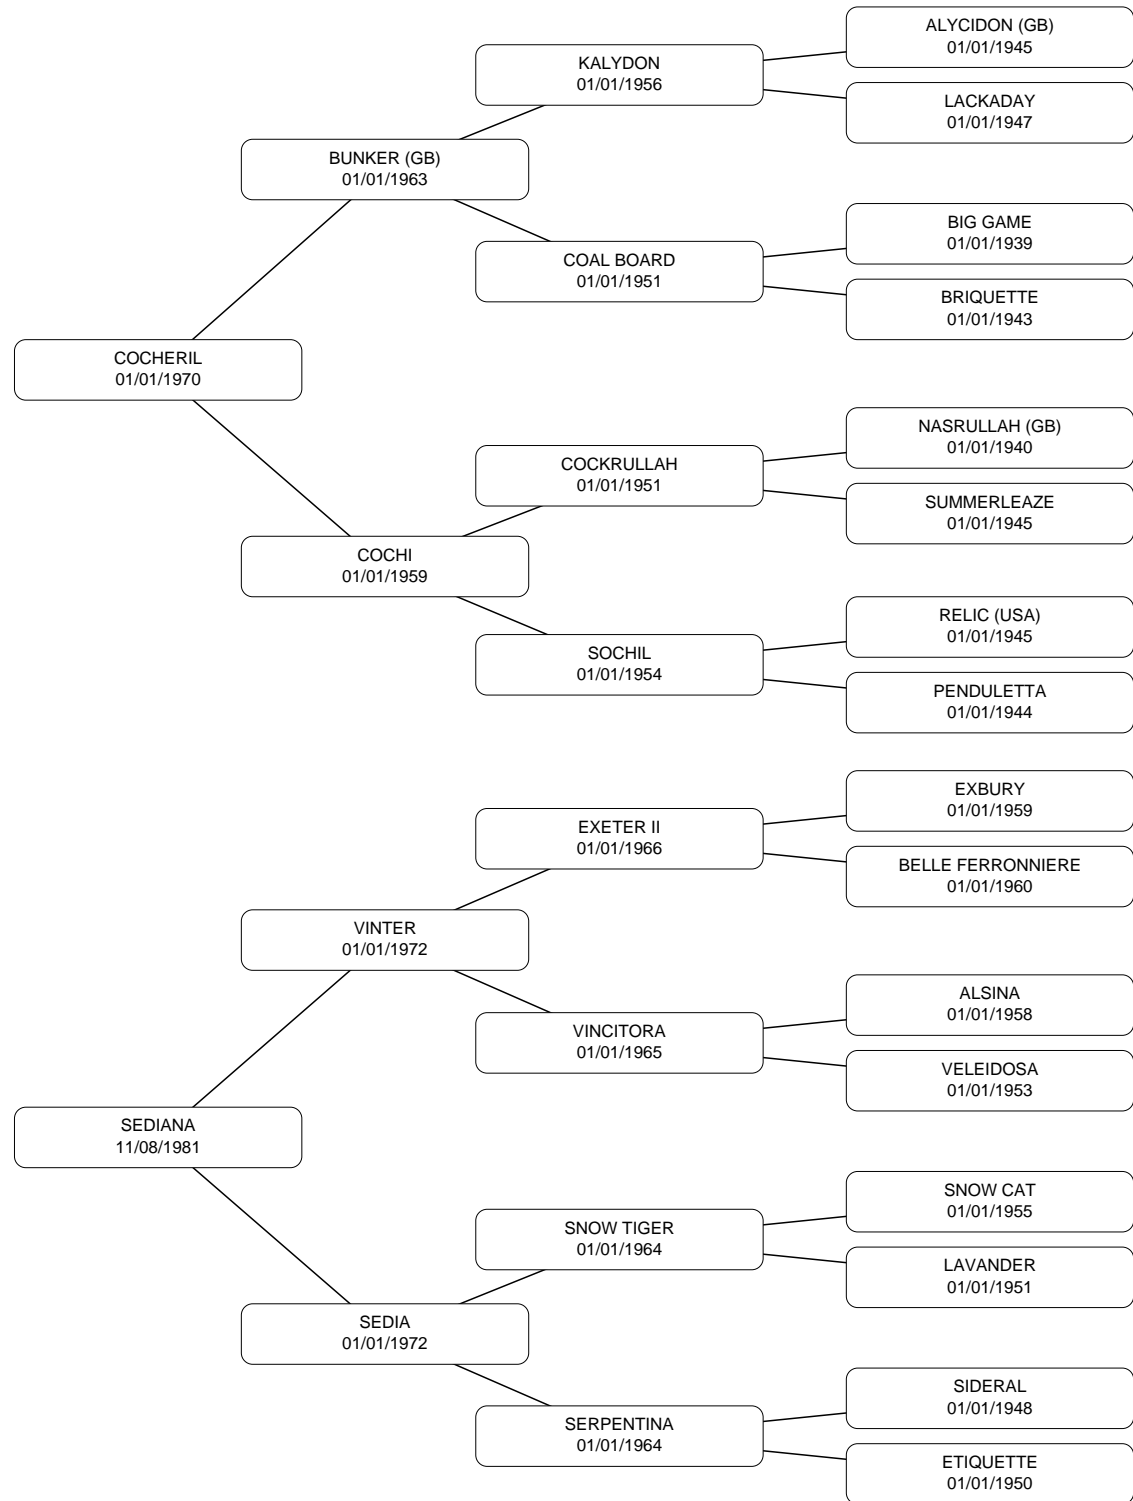 ALYCIDON (GB)
01/01/1945
KALYDON
01/01/1956
LACKADAY
01/01/1947
BUNKER (GB)
01/01/1963
BIG GAME
01/01/1939
COAL BOARD
01/01/1951
BRIQUETTE
01/01/1943
COCHERIL
01/01/1970
NASRULLAH (GB)
01/01/1940
COCKRULLAH
01/01/1951
SUMMERLEAZE
01/01/1945
COCHI
01/01/1959
RELIC (USA)
01/01/1945
SOCHIL
01/01/1954
PENDULETTA
01/01/1944
EXBURY
01/01/1959
EXETER II
01/01/1966
BELLE FERRONNIERE
01/01/1960
VINTER
01/01/1972
ALSINA
01/01/1958
VINCITORA
01/01/1965
VELEIDOSA
01/01/1953
SEDIANA
11/08/1981
SNOW CAT
01/01/1955
SNOW TIGER
01/01/1964
LAVANDER
01/01/1951
SEDIA
01/01/1972
SIDERAL
01/01/1948
SERPENTINA
01/01/1964
ETIQUETTE
01/01/1950